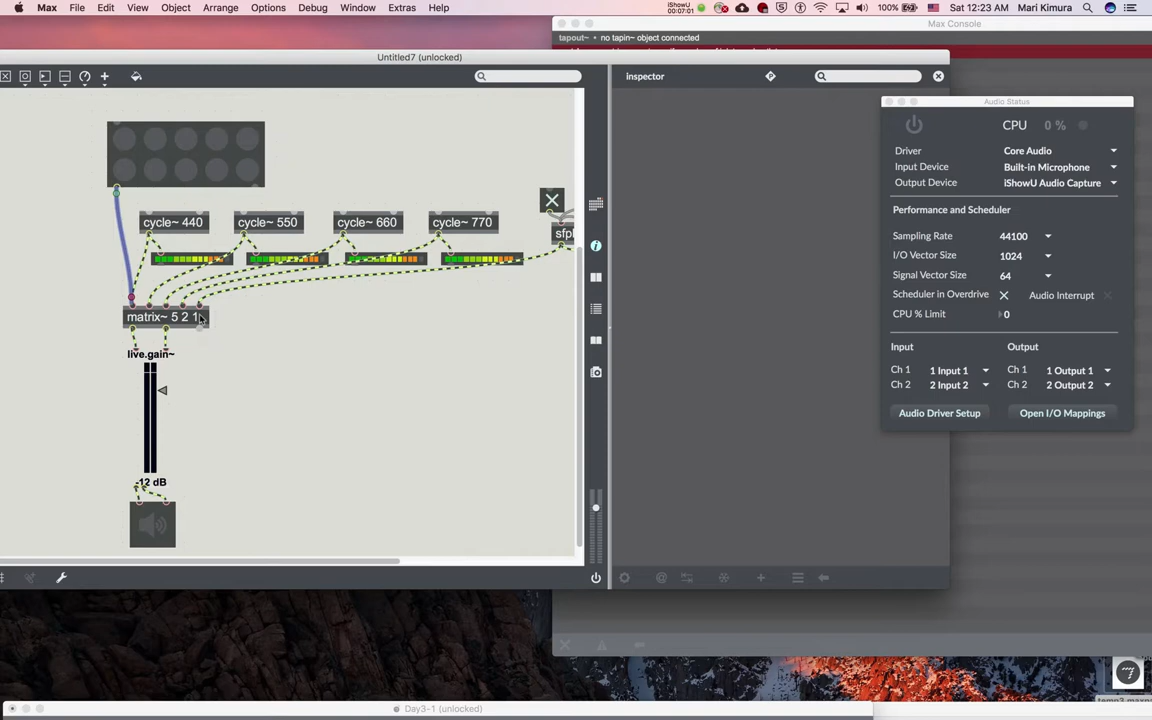 Max File Edit View Object Arrange Options Debug Window Extras Help
iShowU
00:07:01
100% Sat 12:23 AM Mari Kimura
Max Console
tapout~ • no tapin~ object connected
Untitled7 (unlocked)
inspector
Audio Status
CPU 0 %
Driver Core Audio
Input Device Built-in Microphone
Output Device iShowU Audio Capture
Performance and Scheduler
Sampling Rate 44100
I/O Vector Size 1024
Signal Vector Size 64
Scheduler in Overdrive Audio Interrupt
CPU % Limit 0
Input Output
Ch 1 1 Input 1 Ch 1 1 Output 1
Ch 2 2 Input 2 Ch 2 2 Output 2
Audio Driver Setup Open I/O Mappings
cycle~ 440 cycle~ 550 cycle~ 660 cycle~ 770
sfpl
matrix~ 5 2 1.
live.gain~
-12 dB
Day3-1 (unlocked)